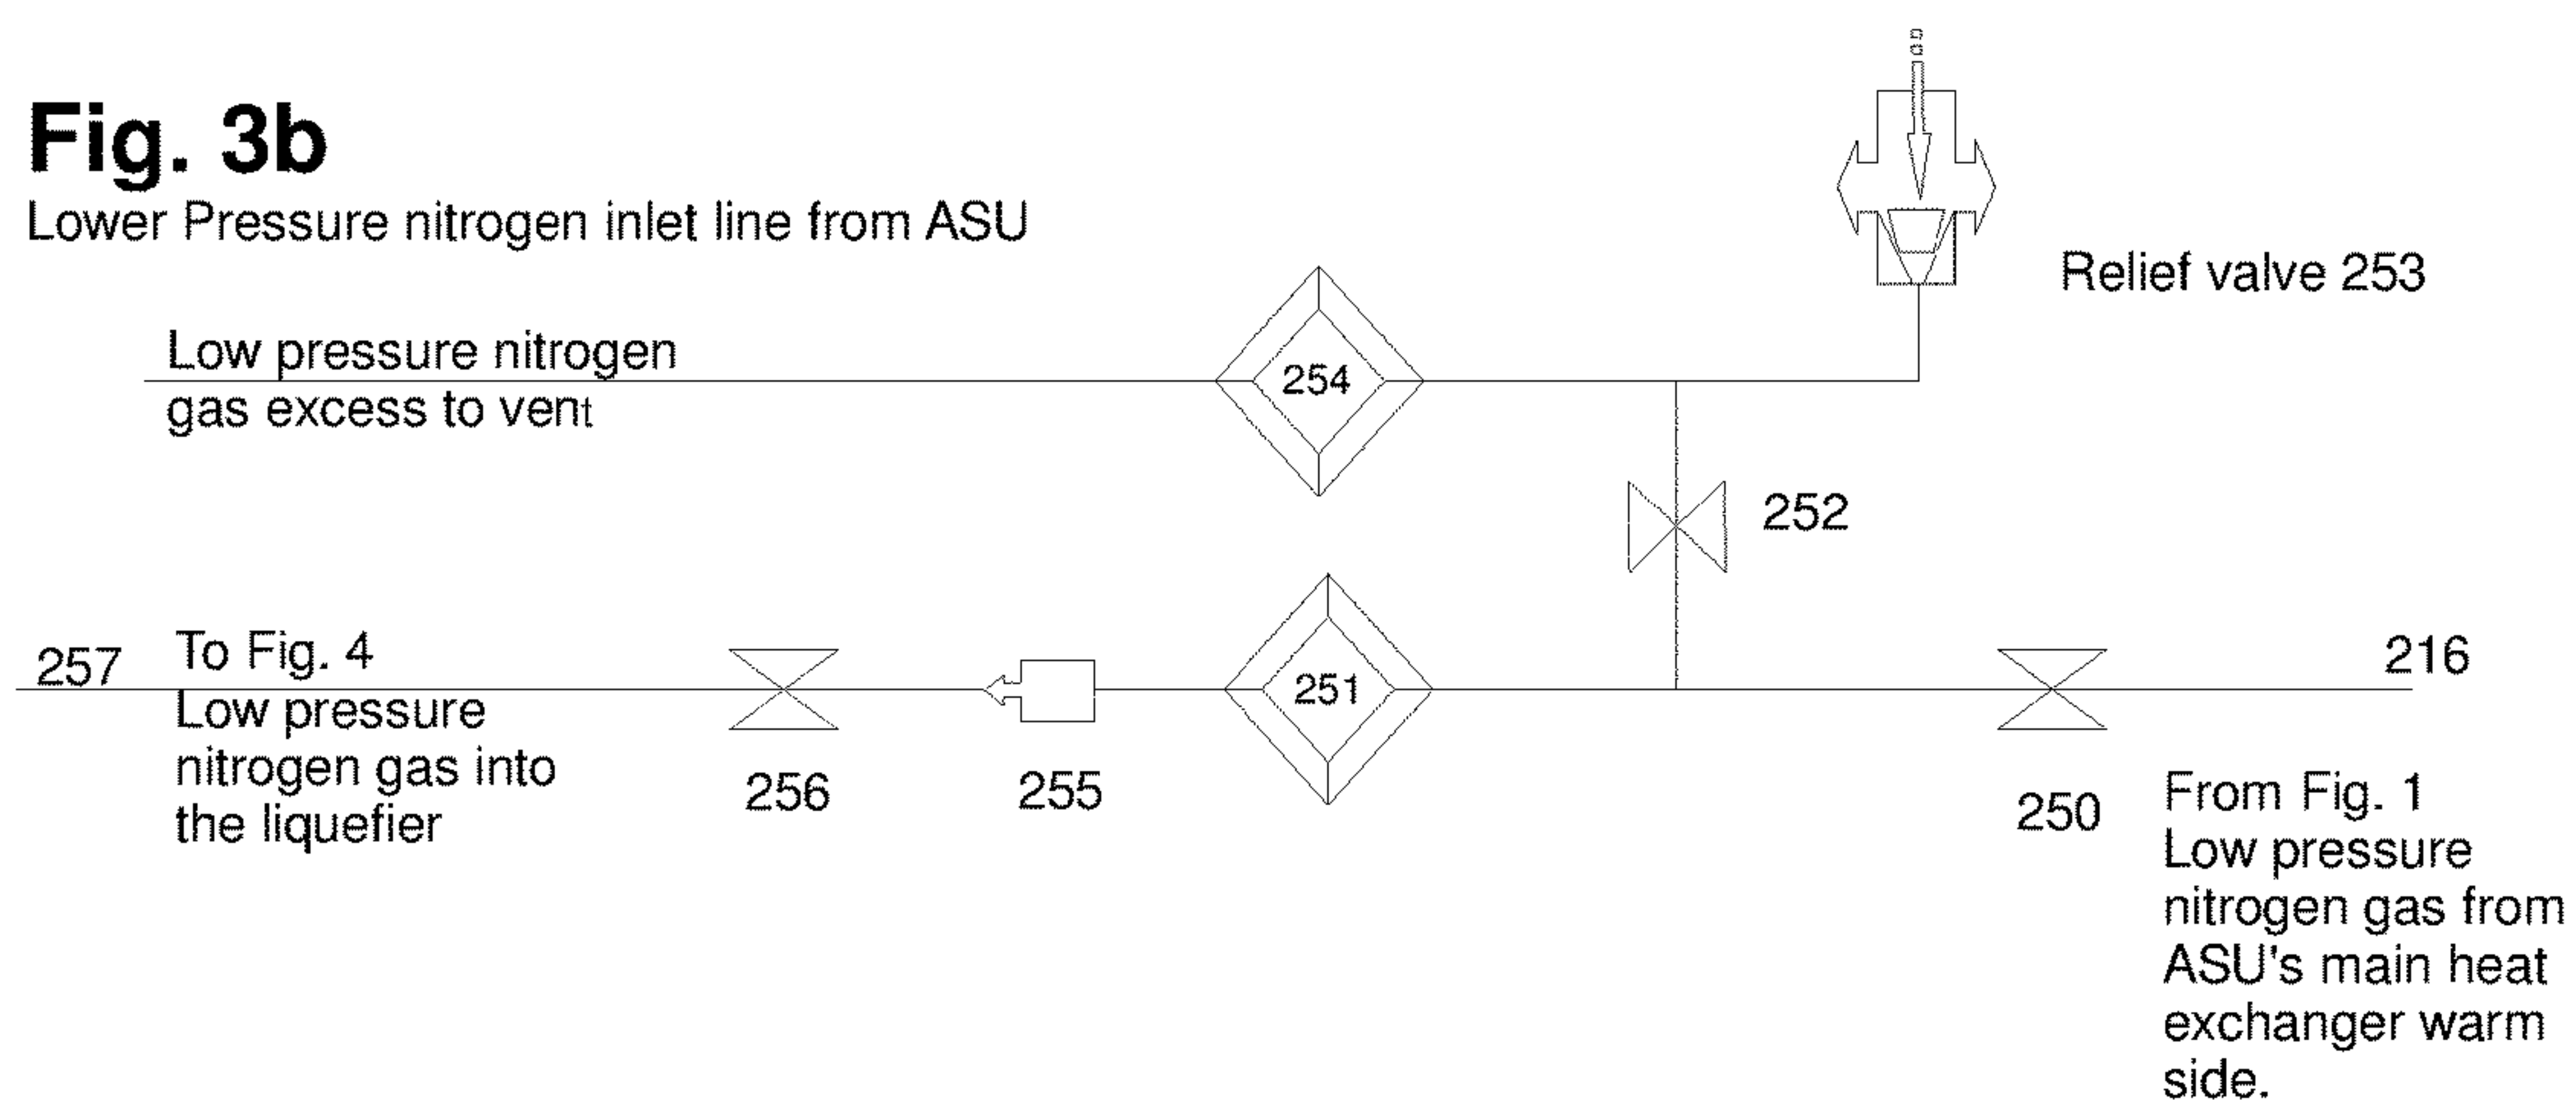 Fig. 3b
Lower Pressure nitrogen inlet line from ASU
Relief valve 253
Low pressure nitrogen
gas excess to vent
254
252
257
To Fig. 4
Low pressure
nitrogen gas into
the liquefier
256
255
251
250
216
From Fig. 1
Low pressure
nitrogen gas from
ASU's main heat
exchanger warm
side.